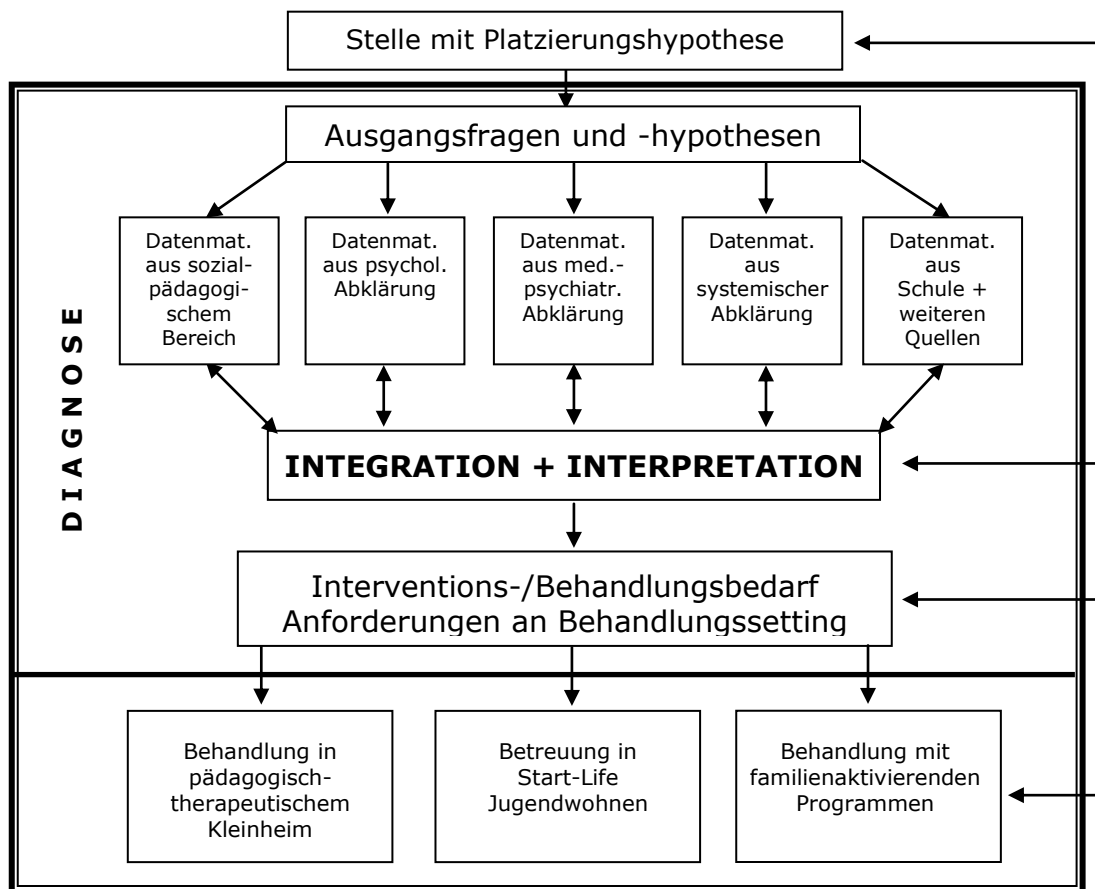 Stelle mit Platzierungshypothese
Ausgangsfragen und -hypothesen
Datenmat.
aus sozial-
pädagogi-
schem
Bereich
Datenmat.
aus psychol.
Abklärung
Datenmat.
aus med.-
psychiatr.
Abklärung
Datenmat.
aus
systemischer
Abklärung
Datenmat.
aus
Schule +
weiteren
Quellen
DIAGNOSE
INTEGRATION + INTERPRETATION
Interventions-/Behandlungsbedarf
Anforderungen an Behandlungssetting
Behandlung in
pädagogisch-
therapeutischem
Kleinheim
Betreuung in
Start-Life
Jugendwohnen
Behandlung mit
familienaktivierenden
Programmen